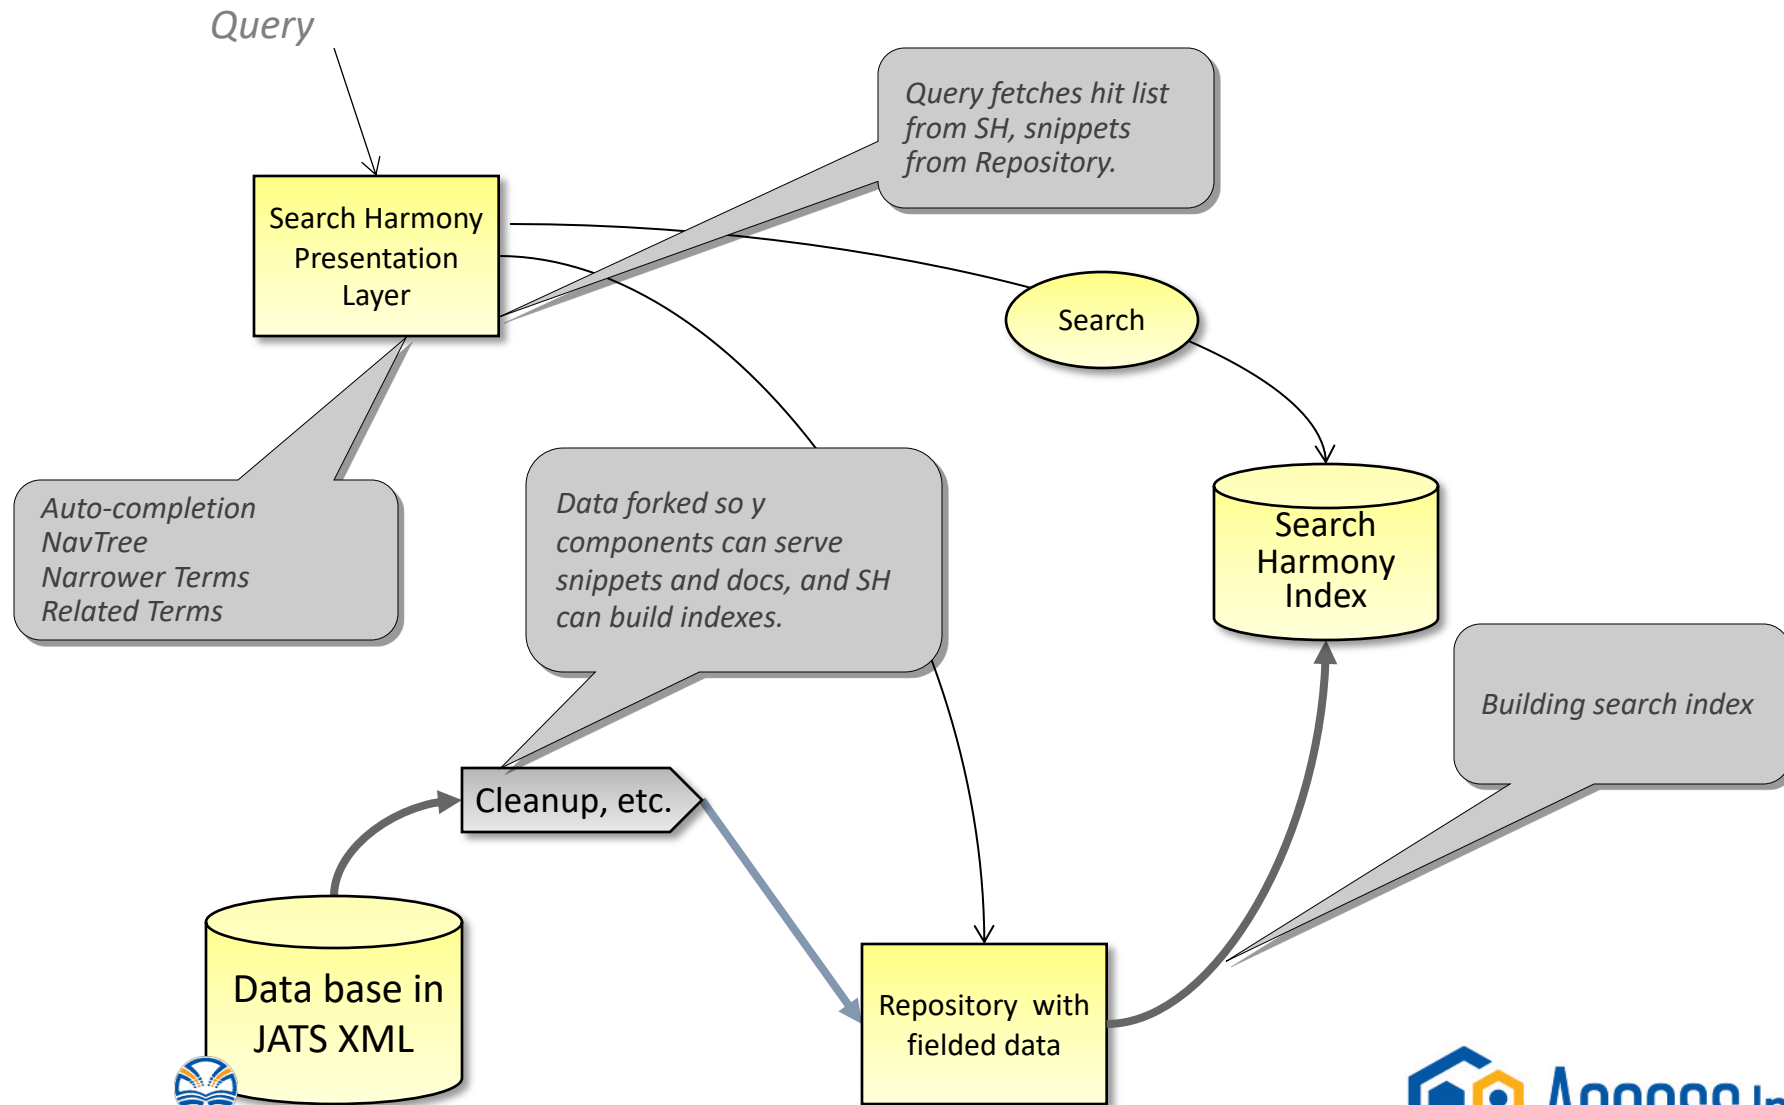 Query
Query fetches hit list
from SH, snippets
from Repository.
Search Harmony
Presentation
Layer
Search
Auto-completion
NavTree
Narrower Terms
Related Terms
Data forked so y
components can serve
snippets and docs, and SH
can build indexes.
Search
Harmony
Index
Building search index
Cleanup, etc.
Data base in
JATS XML
Repository with
fielded data
Access In